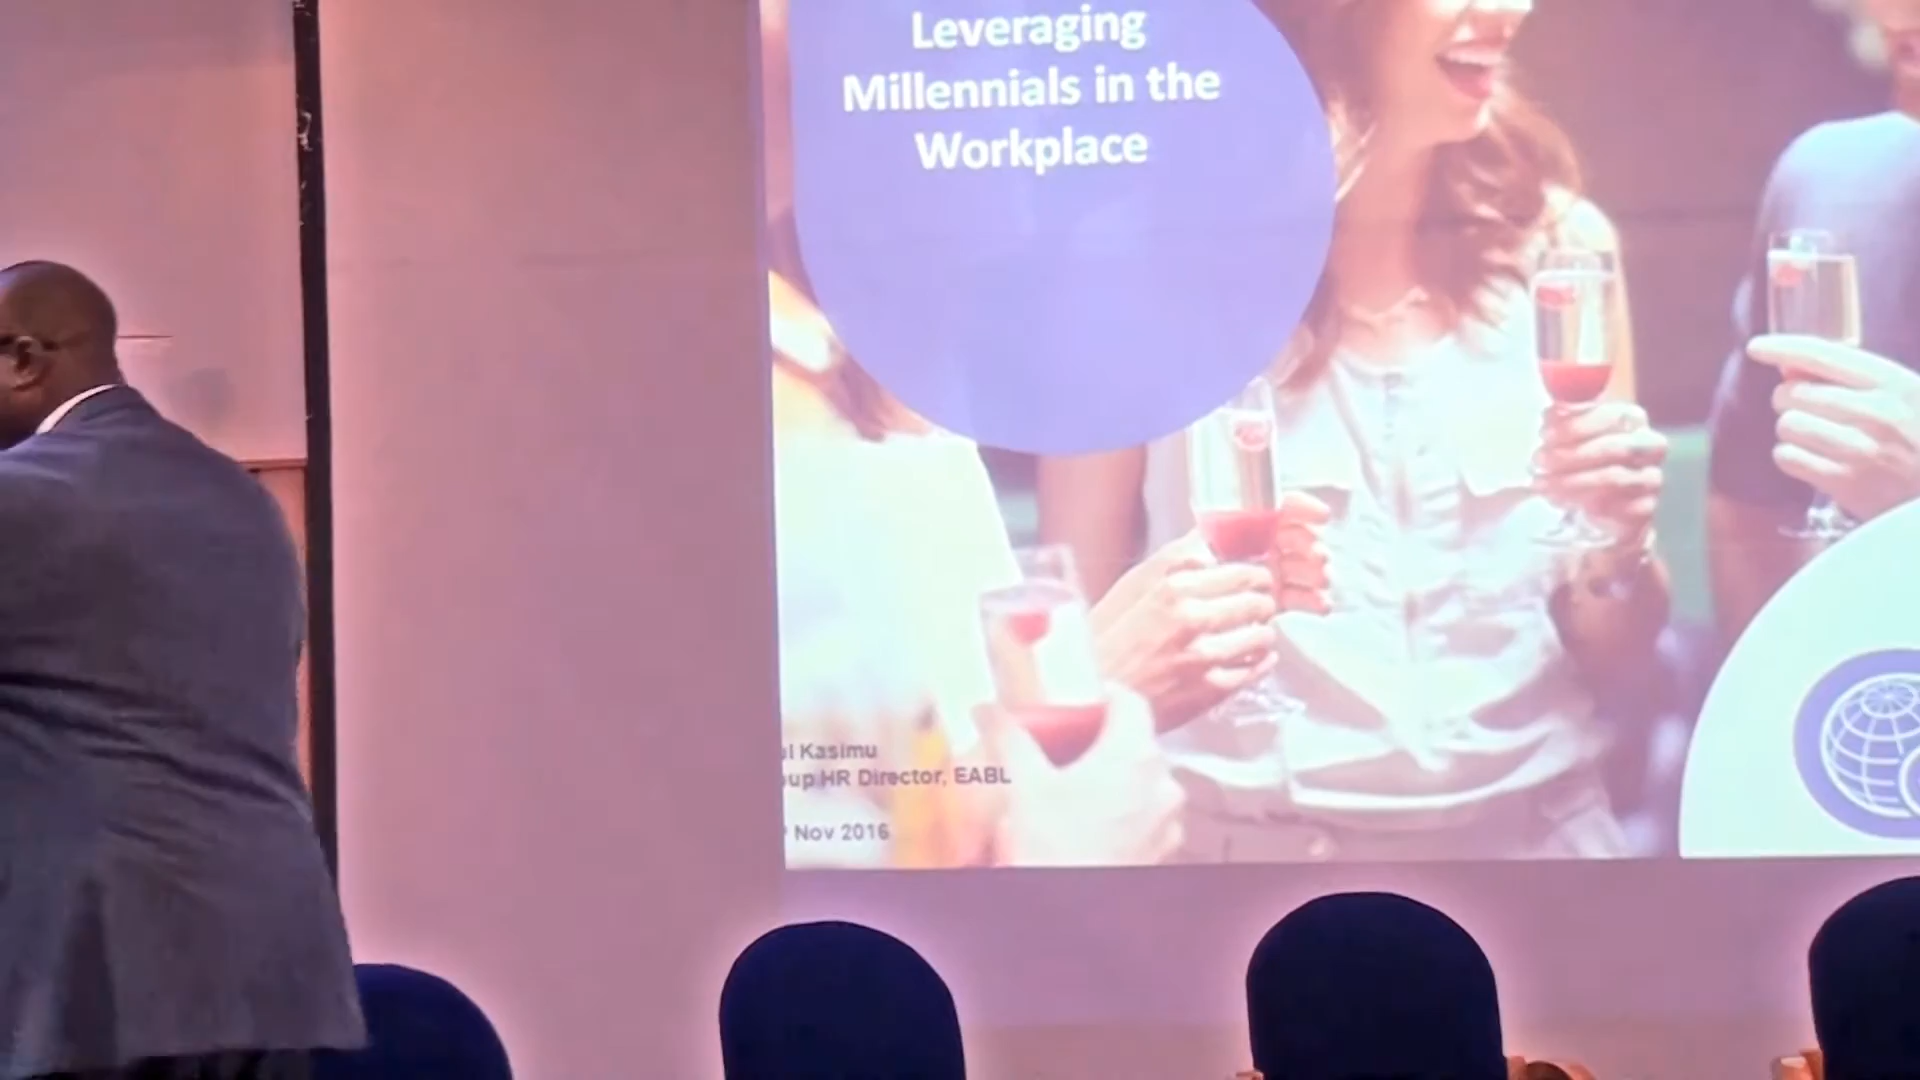 Leveraging
Millennials in the
Workplace
Kasimu
HR Director, EABL
Nov 2016